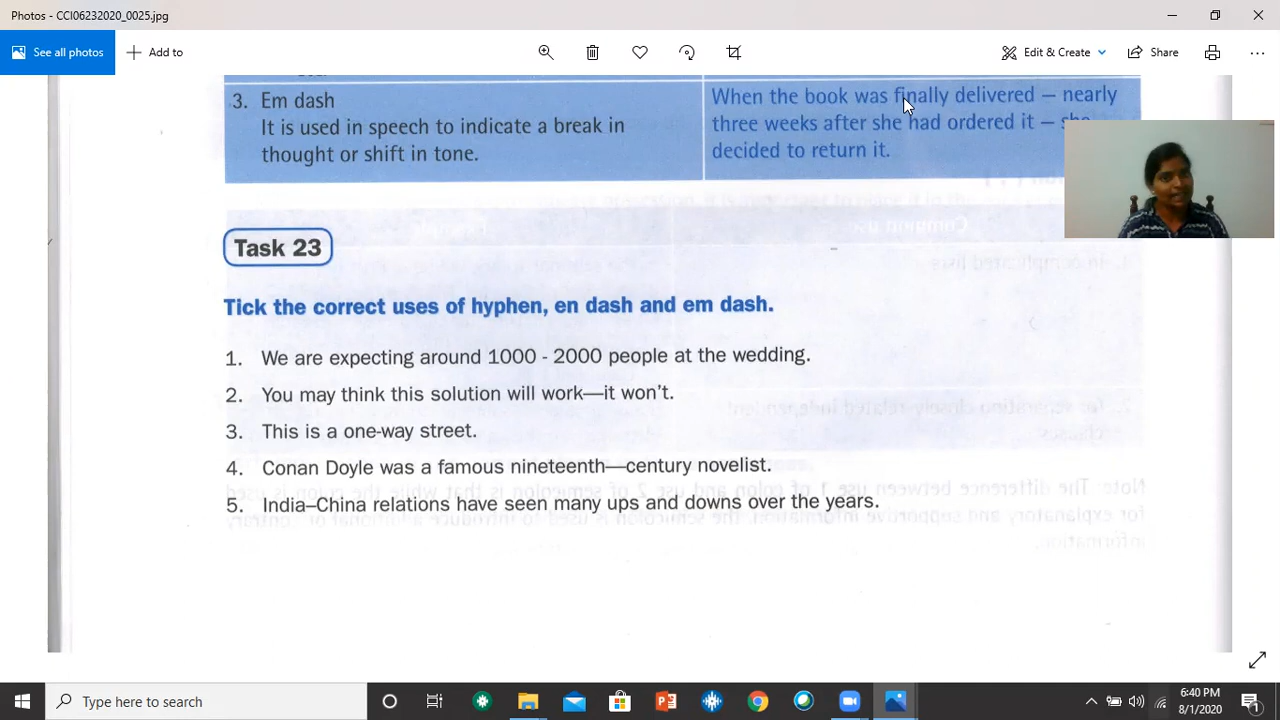 Photos - CCI06232020_0025.jpg
See all photos
Add to
Edit & Create
Share
3. Em dash
It is used in speech to indicate a break in
thought or shift in tone.
When the book was finally delivered — nearly
three weeks after she had ordered it — she
decided to return it.
Task 23
Tick the correct uses of hyphen, en dash and em dash.
1. We are expecting around 1000 - 2000 people at the wedding.
2. You may think this solution will work—it won't.
3. This is a one-way street.
4. Conan Doyle was a famous nineteenth—century novelist.
5. India–China relations have seen many ups and downs over the years.
Type here to search
6:40 PM
8/1/2020